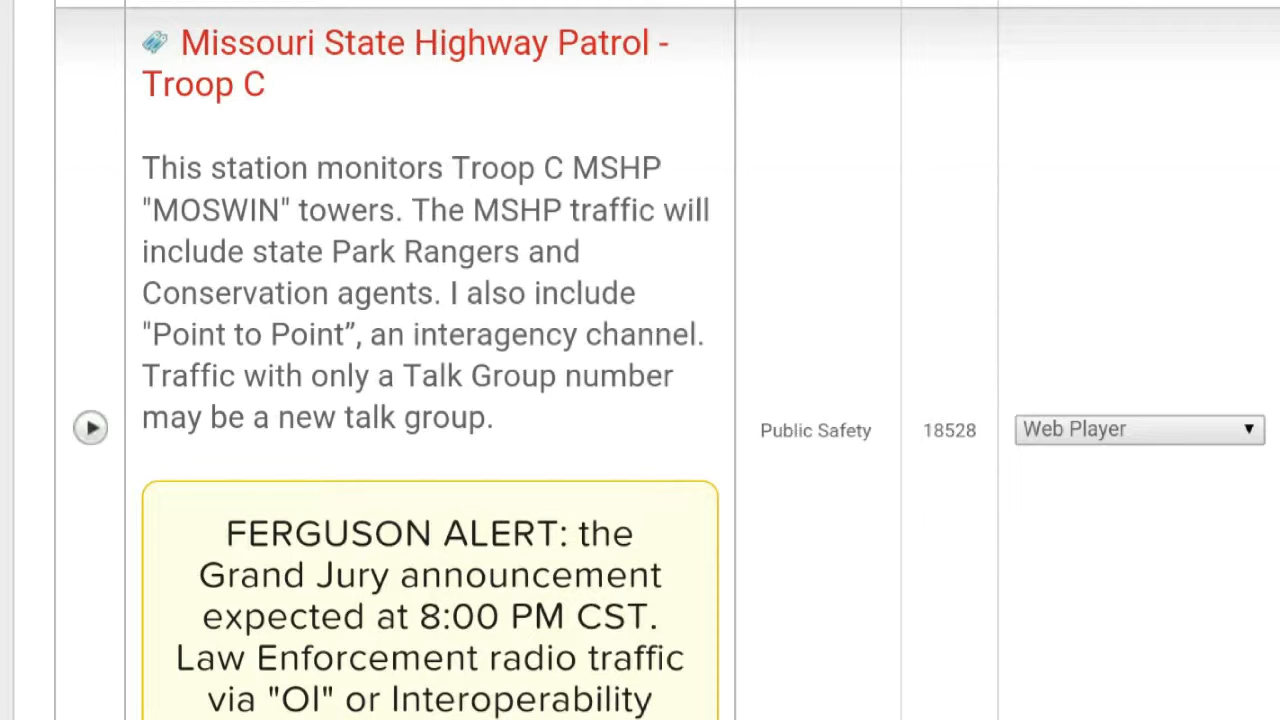 Missouri State Highway Patrol -
Troop C
This station monitors Troop C MSHP
"MOSWIN" towers. The MSHP traffic will
include state Park Rangers and
Conservation agents. I also include
"Point to Point”, an interagency channel.
Traffic with only a Talk Group number
may be a new talk group.
Public Safety
18528
Web Player
FERGUSON ALERT: the
Grand Jury announcement
expected at 8:00 PM CST.
Law Enforcement radio traffic
via "OI" or Interoperability